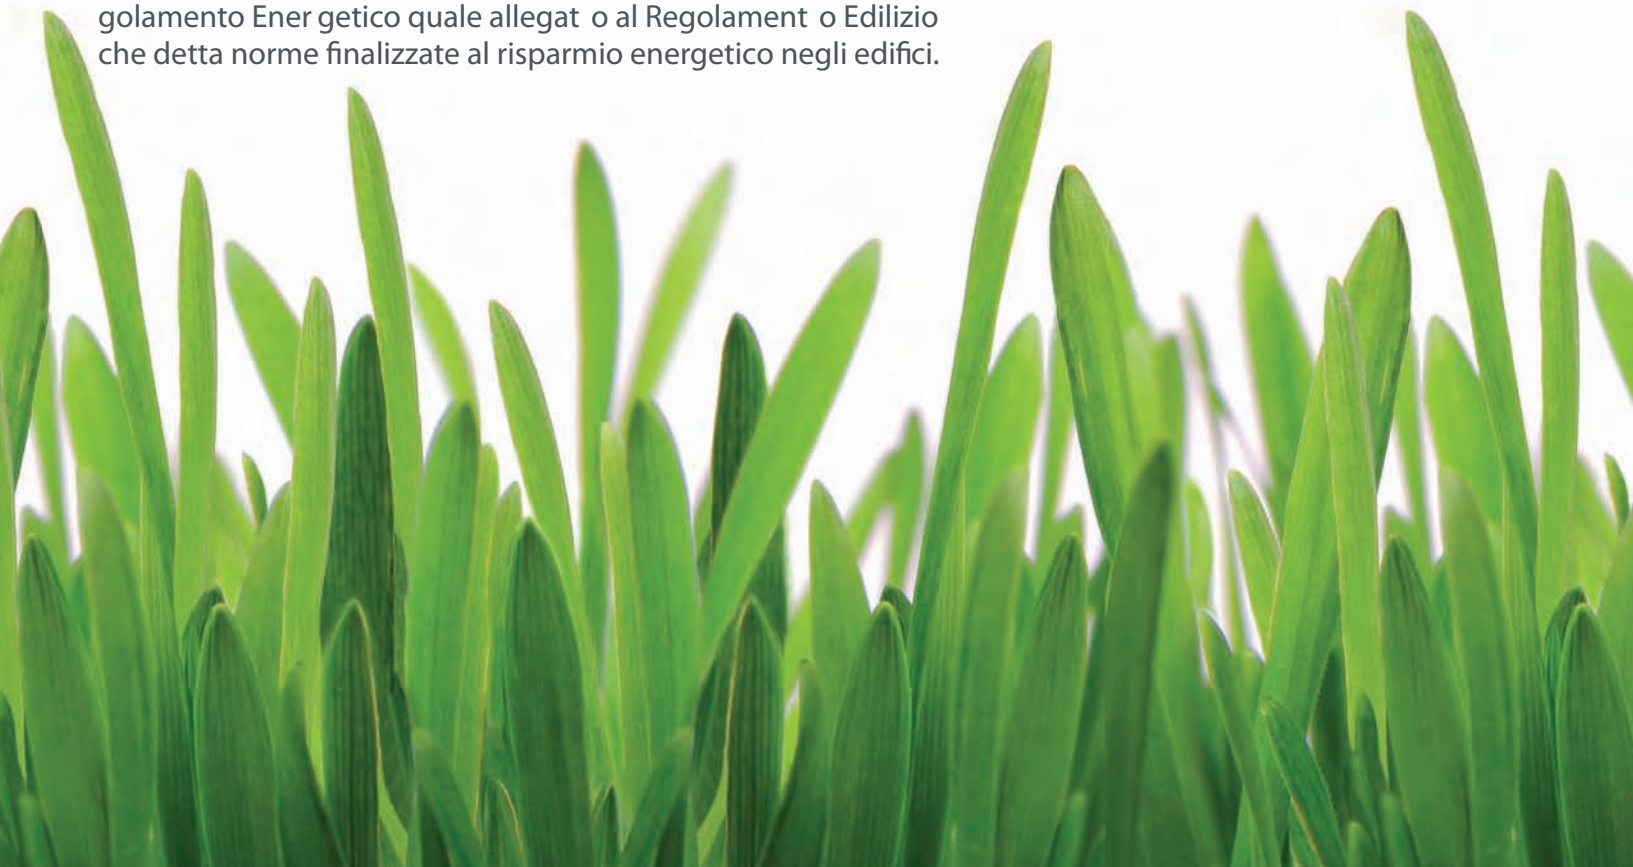 golamento Ener getico quale allegat o al Regolament o Edilizio
che detta norme finalizzate al risparmio energetico negli edifici.